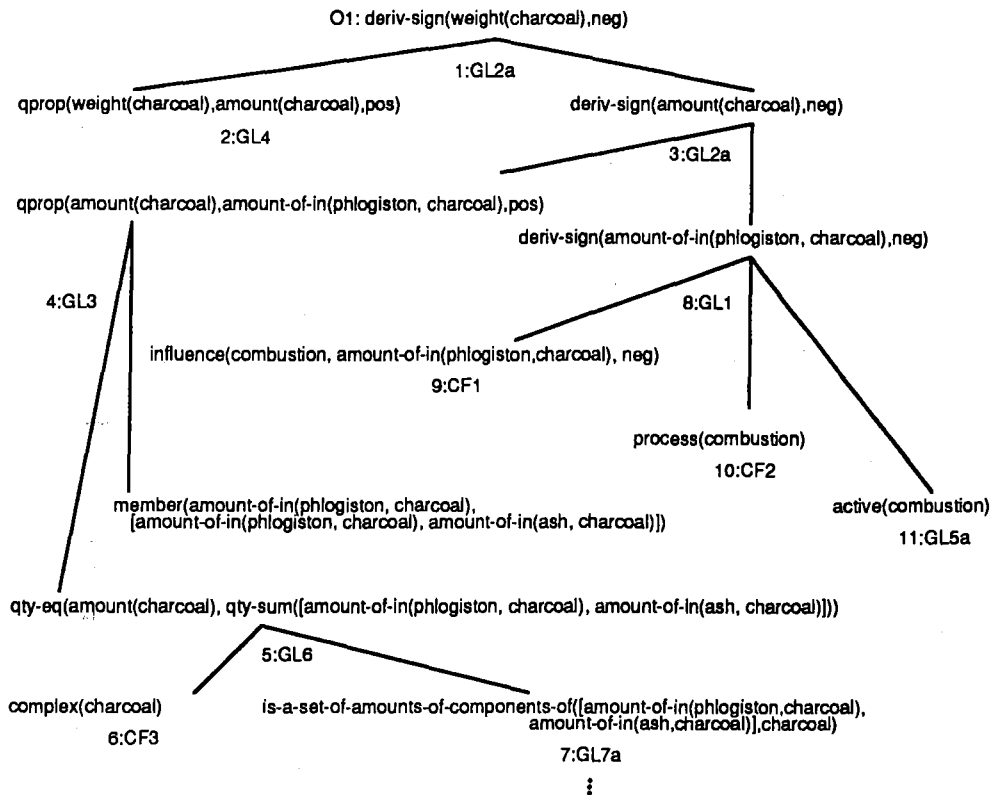 O1: deriv-sign(weight(charcoal),neg)
1:GL2a
qprop(weight(charcoal),amount(charcoal),pos)
deriv-sign(amount(charcoal),neg)
2:GL4
3:GL2a
qprop(amount(charcoal),amount-of-in(phlogiston, charcoal),pos)
deriv-sign(amount-of-in(phlogiston, charcoal),neg)
4:GL3
8:GL1
influence(combustion, amount-of-in(phlogiston,charcoal), neg)
9:CF1
process(combustion)
10:CF2
member(amount-of-in(phlogiston, charcoal),
[amount-of-in(phlogiston, charcoal), amount-of-in(ash, charcoal)])
active(combustion)
11:GL5a
qty-eq(amount(charcoal), qty-sum([amount-of-in(phlogiston, charcoal), amount-of-in(ash, charcoal)]))
5:GL6
complex(charcoal)
is-a-set-of-amounts-of-components-of([amount-of-in(phlogiston,charcoal),
amount-of-in(ash,charcoal)],charcoal)
6:CF3
7:GL7a